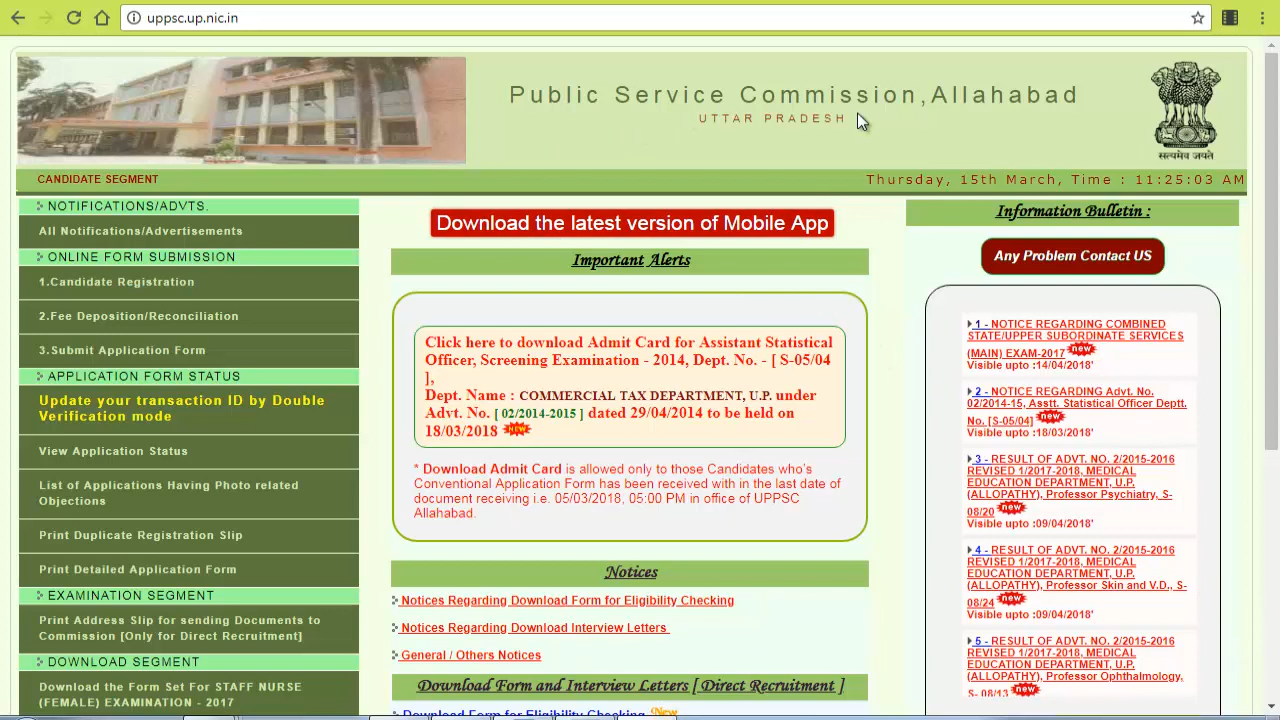 uppsc.up.nic.in
Public Service Commission,Allahabad
UTTAR PRADESH
सत्यमेव जयते
CANDIDATE SEGMENT
Thursday, 15th March, Time : 11:25:03 AM
NOTIFICATIONS/ADVTS.
All Notifications/Advertisements
ONLINE FORM SUBMISSION
1.Candidate Registration
2.Fee Deposition/Reconciliation
3.Submit Application Form
APPLICATION FORM STATUS
Update your transaction ID by Double
Verification mode
View Application Status
List of Applications Having Photo related
Objections
Print Duplicate Registration Slip
Print Detailed Application Form
EXAMINATION SEGMENT
Print Address Slip for sending Documents to
Commission [Only for Direct Recruitment]
DOWNLOAD SEGMENT
Download the Form Set For STAFF NURSE
(FEMALE) EXAMINATION - 2017
Download the latest version of Mobile App
Important Alerts
Click here to download Admit Card for Assistant Statistical
Officer, Screening Examination - 2014, Dept. No. - [ S-05/04
],
Dept. Name : COMMERCIAL TAX DEPARTMENT, U.P. under
Advt. No. [ 02/2014-2015 ] dated 29/04/2014 to be held on
18/03/2018 NEW
* Download Admit Card is allowed only to those Candidates who's
Conventional Application Form has been received with in the last date of
document receiving i.e. 05/03/2018, 05:00 PM in office of UPPSC
Allahabad.
Notices
Notices Regarding Download Form for Eligibility Checking
Notices Regarding Download Interview Letters
General / Others Notices
Download Form and Interview Letters [ Direct Recruitment ]
Download Form for Eligibility Checking New
Information Bulletin :
Any Problem Contact US
1 - NOTICE REGARDING COMBINED
STATE/UPPER SUBORDINATE SERVICES
(MAIN) EXAM-2017 new
Visible upto :14/04/2018'
2 - NOTICE REGARDING Advt. No.
02/2014-15, Asstt. Statistical Officer Deptt.
No. [S-05/04] new
Visible upto :18/03/2018'
3 - RESULT OF ADVT. NO. 2/2015-2016
REVISED 1/2017-2018, MEDICAL
EDUCATION DEPARTMENT, U.P.
(ALLOPATHY), Professor Psychiatry, S-
08/20 new
Visible upto :09/04/2018'
4 - RESULT OF ADVT. NO. 2/2015-2016
REVISED 1/2017-2018, MEDICAL
EDUCATION DEPARTMENT, U.P.
(ALLOPATHY), Professor Skin and V.D., S-
08/24 new
Visible upto :09/04/2018'
5 - RESULT OF ADVT. NO. 2/2015-2016
REVISED 1/2017-2018, MEDICAL
EDUCATION DEPARTMENT, U.P.
(ALLOPATHY), Professor Ophthalmology,
S- 08/13 new